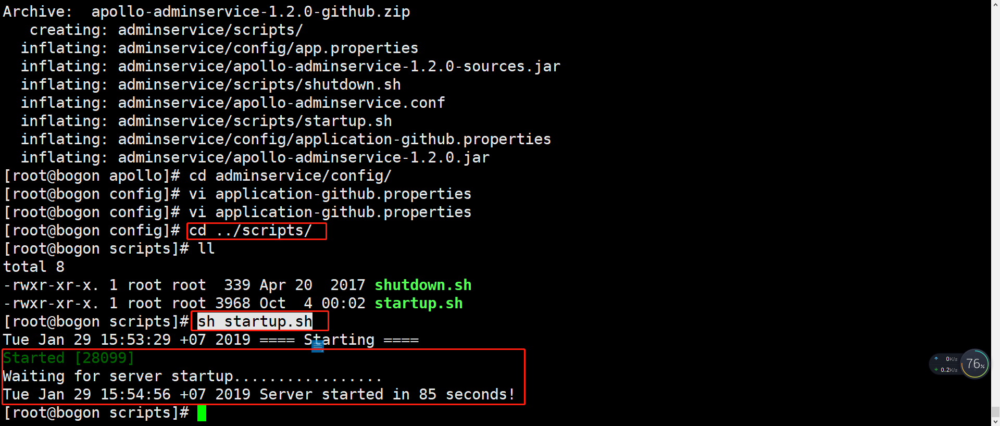 Archive:  apollo-adminservice-1.2.0-github.zip
   creating: adminservice/scripts/
  inflating: adminservice/config/app.properties
  inflating: adminservice/apollo-adminservice-1.2.0-sources.jar
  inflating: adminservice/scripts/shutdown.sh
  inflating: adminservice/apollo-adminservice.conf
  inflating: adminservice/scripts/startup.sh
  inflating: adminservice/config/application-github.properties
  inflating: adminservice/apollo-adminservice-1.2.0.jar
[root@bogon apollo]# cd adminservice/config/
[root@bogon config]# vi application-github.properties
[root@bogon config]# vi application-github.properties
[root@bogon config]# cd ../scripts/
[root@bogon scripts]# ll
total 8
-rwxr-xr-x. 1 root root  339 Apr 20  2017 shutdown.sh
-rwxr-xr-x. 1 root root 3968 Oct  4 00:02 startup.sh
[root@bogon scripts]# sh startup.sh
Tue Jan 29 15:53:29 +07 2019 ==== Starting ====
Started [28099]
Waiting for server startup.................
Tue Jan 29 15:54:56 +07 2019 Server started in 85 seconds!
[root@bogon scripts]#
0K/s
0.2K/s
76%